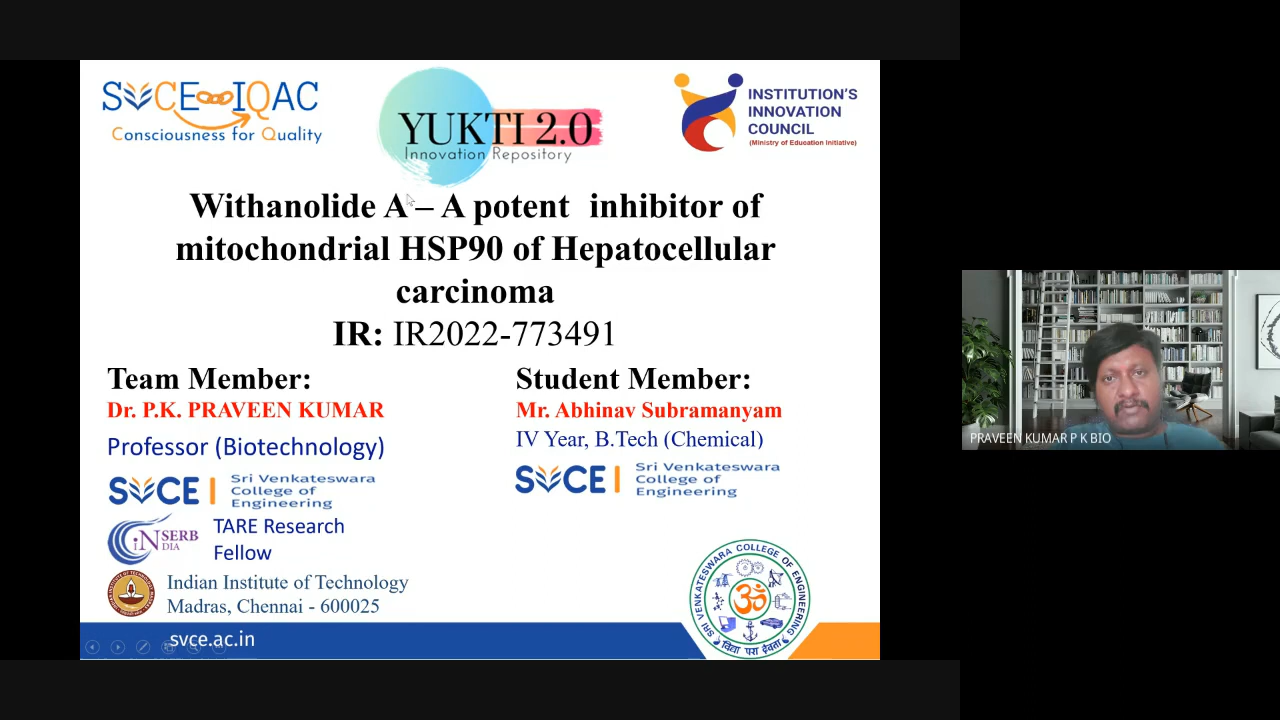 SVCE IQAC
Consciousness for Quality
YUKTI 2.0
Innovation Repository
INSTITUTION'S
INNOVATION
COUNCIL
(Ministry of Education Initiative)
Withanolide A – A potent inhibitor of
mitochondrial HSP90 of Hepatocellular
carcinoma
IR: IR2022-773491
Team Member:
Dr. P.K. PRAVEEN KUMAR
Professor (Biotechnology)
SVCE
Sri Venkateswara
College of
Engineering
SERB
INDIA
TARE Research
Fellow
Indian Institute of Technology
Madras, Chennai - 600025
Student Member:
Mr. Abhinav Subramanyam
IV Year, B.Tech (Chemical)
SVCE
Sri Venkateswara
College of
Engineering
SRI VENKATESWARA COLLEGE OF ENGINEERING
विद्या परा देवता
svce.ac.in
PRAVEEN KUMAR P K BIO